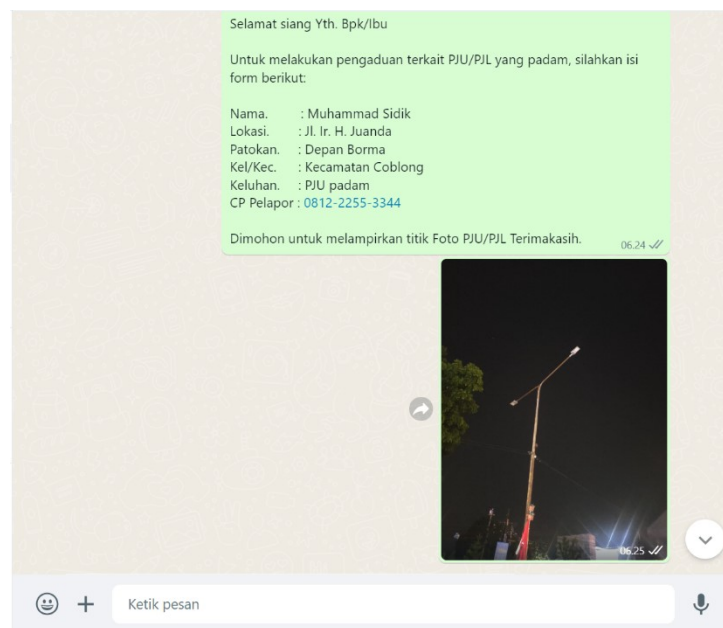 Selamat siang Yth. Bpk/Ibu
Untuk melakukan pengaduan terkait PJU/PJL yang padam, silahkan isi
form berikut:
Nama. : Muhammad Sidik
Lokasi. : Jl. Ir. H. Juanda
Patokan. : Depan Borma
Kel/Kec. : Kecamatan Coblong
Keluhan. : PJU padam
CP Pelapor : 0812-2255-3344
Dimohon untuk melampirkan titik Foto PJU/PJL Terimakasih.
06.24
06.25
Ketik pesan